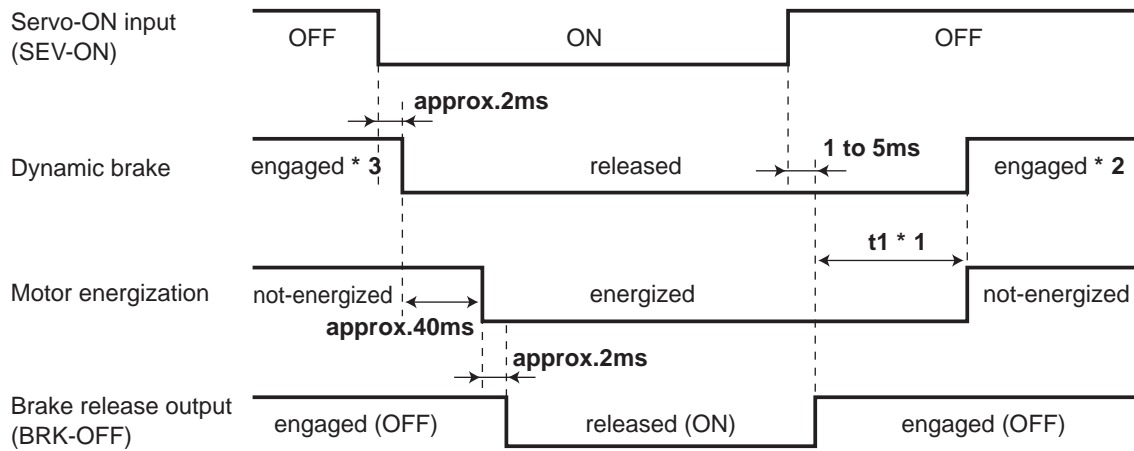 Servo-ON input
(SEV-ON)
OFF
ON
OFF
approx.2ms
Dynamic brake
engaged * 3
released
1 to 5ms
engaged * 2
t1 * 1
Motor energization
not-energized
energized
not-energized
approx.40ms
approx.2ms
Brake release output
(BRK-OFF)
engaged (OFF)
released (ON)
engaged (OFF)